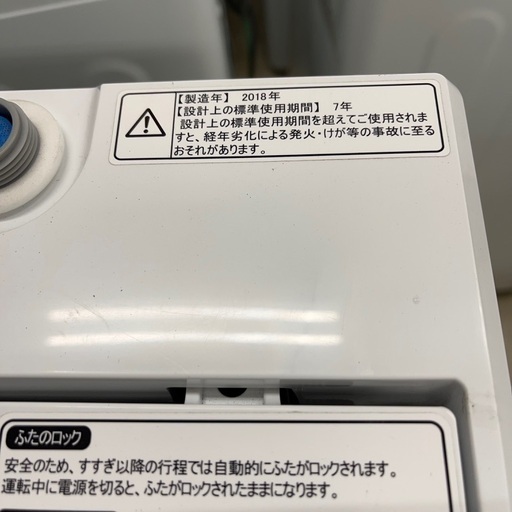 【製造年】 2018年
【設計上の標準使用期間】 7年
設計上の標準使用期間を超えてご使用されま
すと、経年劣化による発火・けが等の事故に至る
おそれがあります。
ふたのロック
安全のため、すすぎ以降の行程では自動的にふたがロックされます。
運転中に電源を切ると、ふたがロックされたままになります。